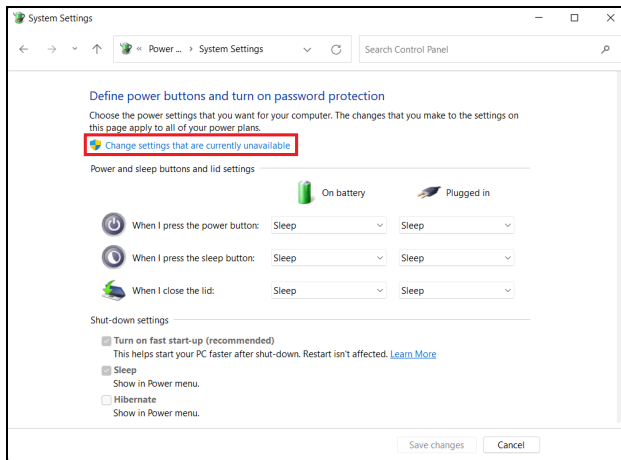 System Settings
« Power ... › System Settings
Search Control Panel
Define power buttons and turn on password protection
Choose the power settings that you want for your computer. The changes that you make to the settings on
this page apply to all of your power plans.
Change settings that are currently unavailable
Power and sleep buttons and lid settings
On battery
Plugged in
When I press the power button: Sleep Sleep
When I press the sleep button: Sleep Sleep
When I close the lid: Sleep Sleep
Shut-down settings
Turn on fast start-up (recommended)
This helps start your PC faster after shut-down. Restart isn't affected. Learn More
Sleep
Show in Power menu.
Hibernate
Show in Power menu.
Save changes Cancel